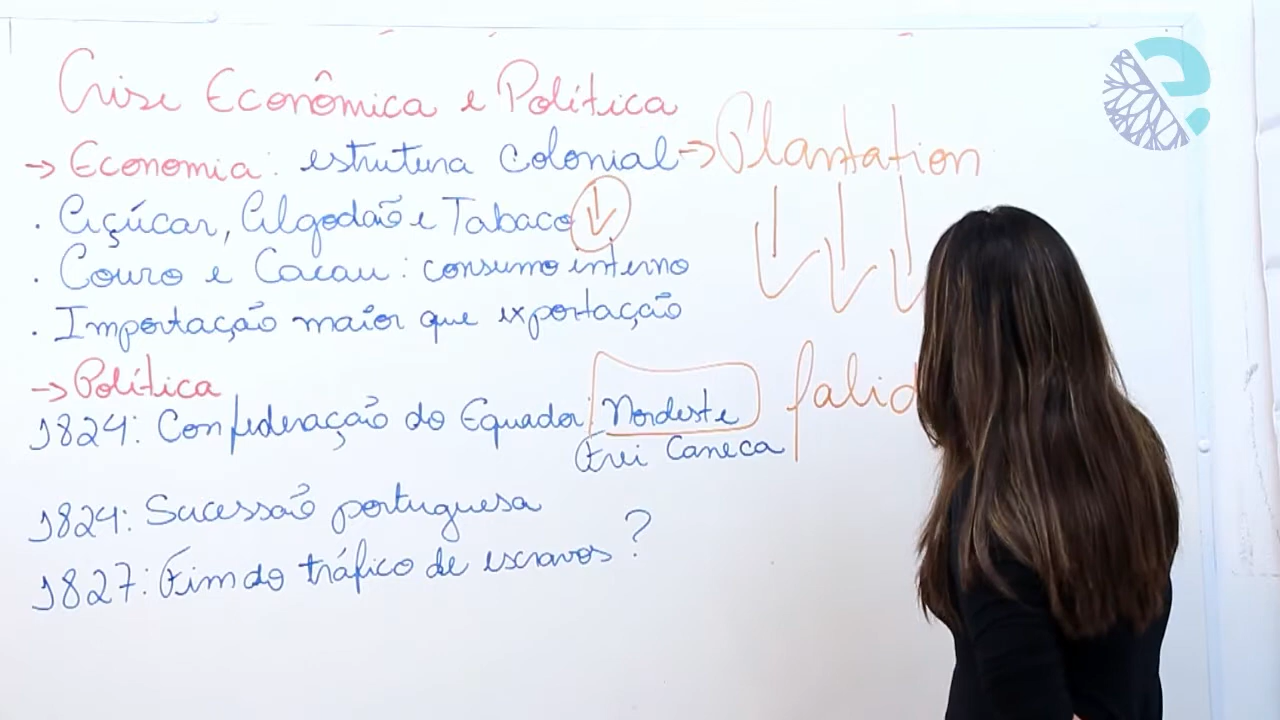 Crise Econômica e Política
→ Economia: estrutura colonial → Plantation
. Açúcar, Algodão e Tabaco ↓
. Couro e Cacau: consumo interno
. Importação maior que exportação
→ Política
1824: Confederação do Equador: Nordeste falid
Frei Caneca
1824: Sucessão portuguesa
1827: Fim do tráfico de escravos?